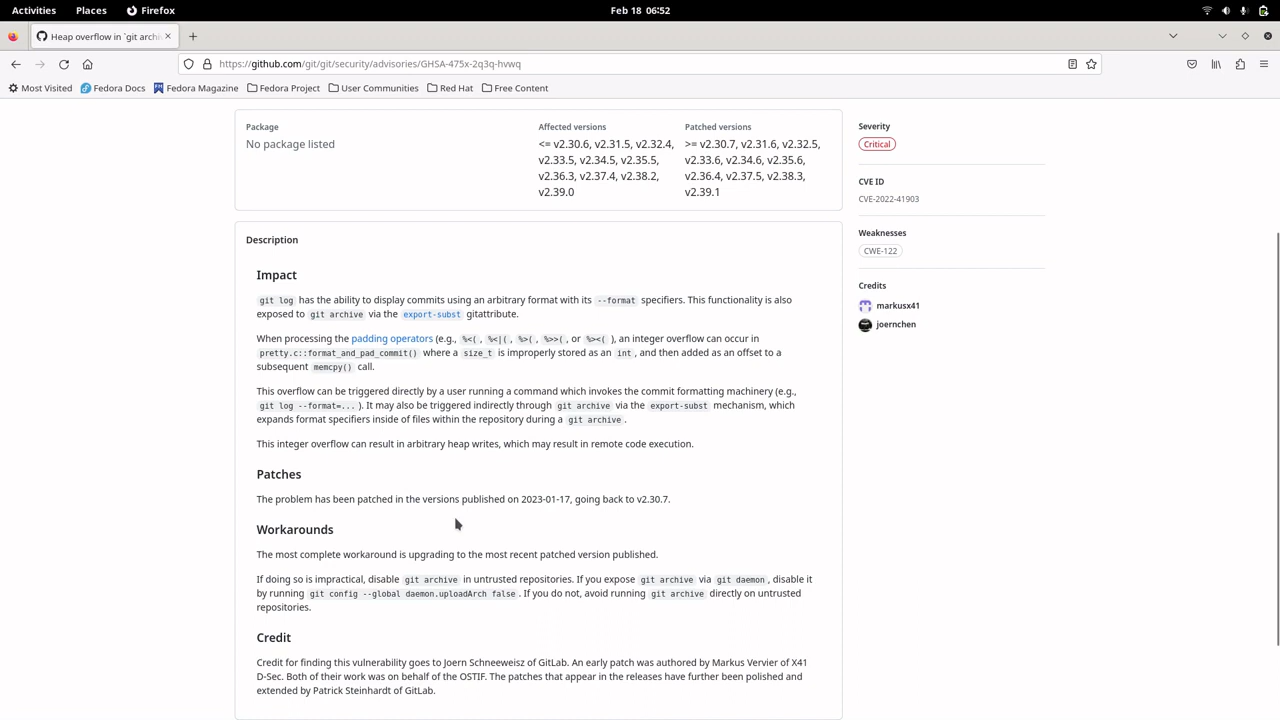 Activities Places Firefox Feb 18 06:52
Heap overflow in `git archi
https://github.com/git/git/security/advisories/GHSA-475x-2q3q-hvwq
Most Visited Fedora Docs Fedora Magazine Fedora Project User Communities Red Hat Free Content
Package
No package listed
Affected versions
<= v2.30.6, v2.31.5, v2.32.4,
v2.33.5, v2.34.5, v2.35.5,
v2.36.3, v2.37.4, v2.38.2,
v2.39.0
Patched versions
>= v2.30.7, v2.31.6, v2.32.5,
v2.33.6, v2.34.6, v2.35.6,
v2.36.4, v2.37.5, v2.38.3,
v2.39.1
Description
Impact
git log has the ability to display commits using an arbitrary format with its --format specifiers. This functionality is also
exposed to git archive via the export-subst gitattribute.
When processing the padding operators (e.g., %<(, %<|(, %>(, %>>(, or %><( ), an integer overflow can occur in
pretty.c::format_and_pad_commit() where a size_t is improperly stored as an int, and then added as an offset to a
subsequent memcpy() call.
This overflow can be triggered directly by a user running a command which invokes the commit formatting machinery (e.g.,
git log --format=... ). It may also be triggered indirectly through git archive via the export-subst mechanism, which
expands format specifiers inside of files within the repository during a git archive.
This integer overflow can result in arbitrary heap writes, which may result in remote code execution.
Patches
The problem has been patched in the versions published on 2023-01-17, going back to v2.30.7.
Workarounds
The most complete workaround is upgrading to the most recent patched version published.
If doing so is impractical, disable git archive in untrusted repositories. If you expose git archive via git daemon, disable it
by running git config --global daemon.uploadArch false. If you do not, avoid running git archive directly on untrusted
repositories.
Credit
Credit for finding this vulnerability goes to Joern Schneeweisz of GitLab. An early patch was authored by Markus Vervier of X41
D-Sec. Both of their work was on behalf of the OSTIF. The patches that appear in the releases have further been polished and
extended by Patrick Steinhardt of GitLab.
Severity
Critical
CVE ID
CVE-2022-41903
Weaknesses
CWE-122
Credits
markusx41
joernchen